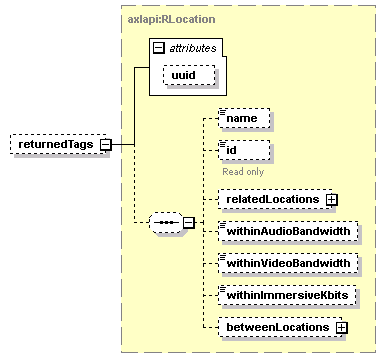 axlapi:RLocation
attributes
uuid
returnedTags
name
id
Read only
relatedLocations
withinAudioBandwidth
withinVideoBandwidth
withinImmersiveKbits
betweenLocations